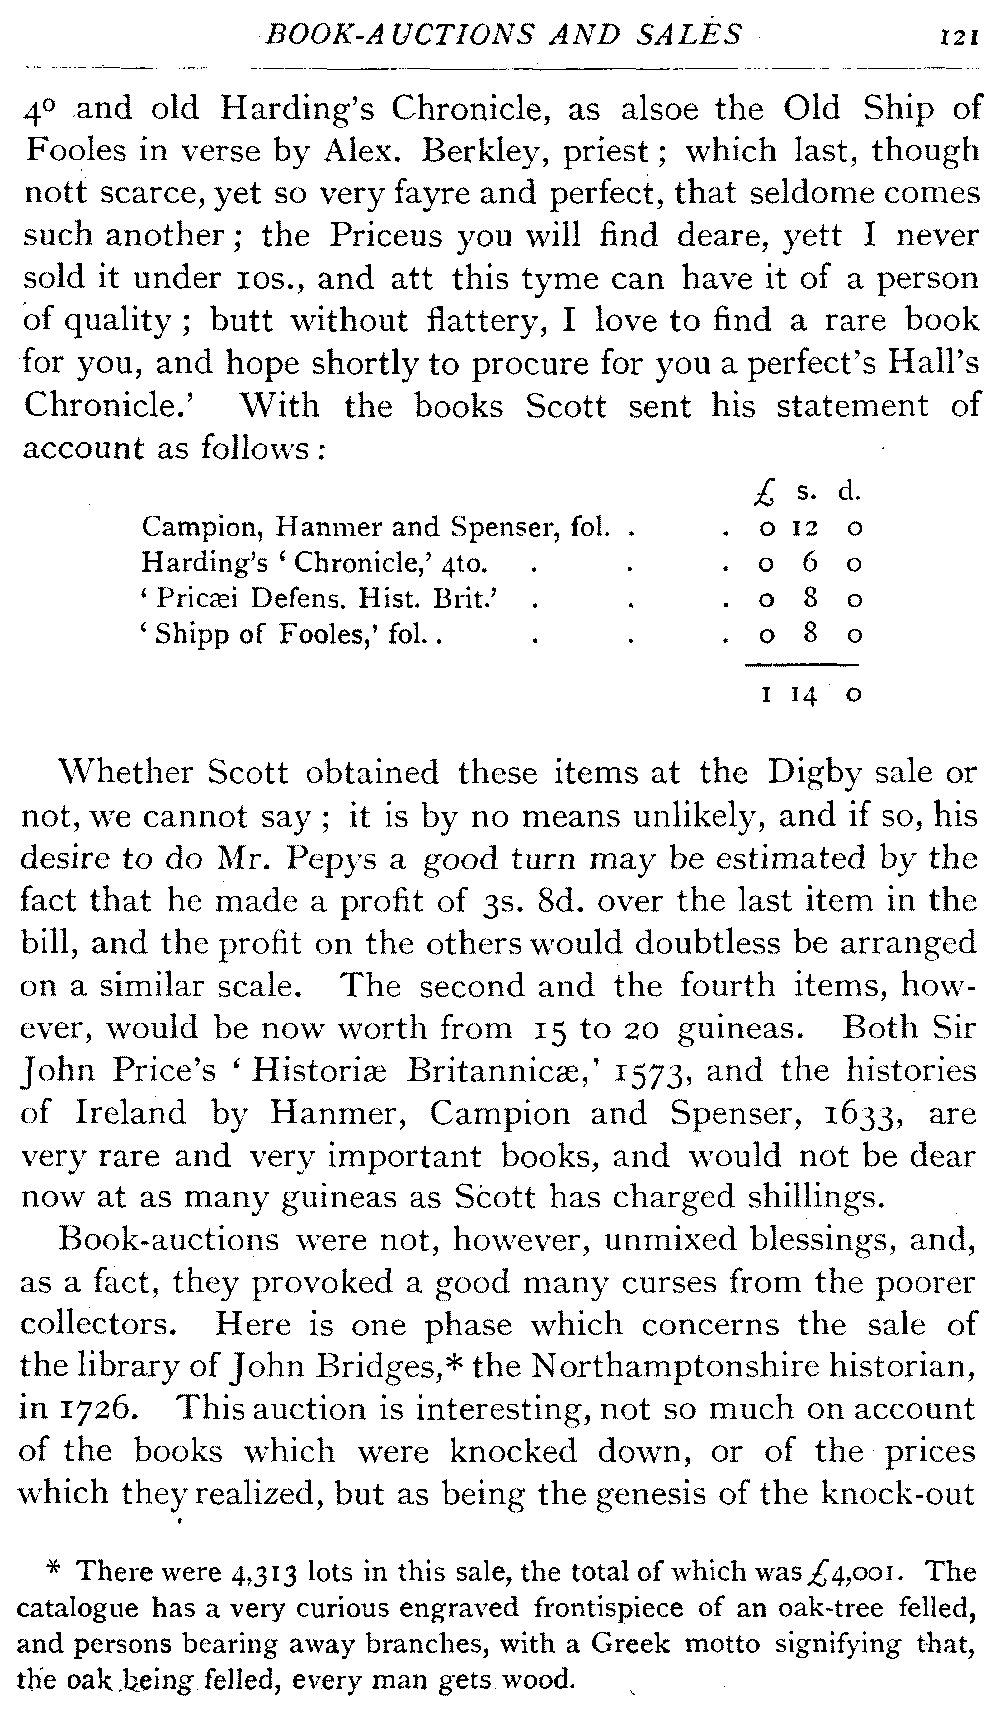 BOOK-AUCTIONS AND SALES 121
4º and old Harding's Chronicle, as alsoe the Old Ship of
Fooles in verse by Alex. Berkley, priest ; which last, though
nott scarce, yet so very fayre and perfect, that seldome comes
such another ; the Priceus you will find deare, yett I never
sold it under 10s., and att this tyme can have it of a person
of quality ; butt without flattery, I love to find a rare book
for you, and hope shortly to procure for you a perfect's Hall's
Chronicle.' With the books Scott sent his statement of
account as follows :
£ s. d.
Campion, Hanmer and Spenser, fol. . . 0 12 0
Harding's ‘ Chronicle,’ 4to. . . . 0 6 0
‘ Pricæi Defens. Hist. Brit.’ . . . 0 8 0
‘ Shipp of Fooles,’ fol. . . . . 0 8 0
1 14 0
Whether Scott obtained these items at the Digby sale or
not, we cannot say ; it is by no means unlikely, and if so, his
desire to do Mr. Pepys a good turn may be estimated by the
fact that he made a profit of 3s. 8d. over the last item in the
bill, and the profit on the others would doubtless be arranged
on a similar scale. The second and the fourth items, how-
ever, would be now worth from 15 to 20 guineas. Both Sir
John Price's ‘ Historiæ Britannicæ,’ 1573, and the histories
of Ireland by Hanmer, Campion and Spenser, 1633, are
very rare and very important books, and would not be dear
now at as many guineas as Scott has charged shillings.
Book-auctions were not, however, unmixed blessings, and,
as a fact, they provoked a good many curses from the poorer
collectors. Here is one phase which concerns the sale of
the library of John Bridges,* the Northamptonshire historian,
in 1726. This auction is interesting, not so much on account
of the books which were knocked down, or of the prices
which they realized, but as being the genesis of the knock-out
* There were 4,313 lots in this sale, the total of which was £4,001. The
catalogue has a very curious engraved frontispiece of an oak-tree felled,
and persons bearing away branches, with a Greek motto signifying that,
the oak being felled, every man gets wood.